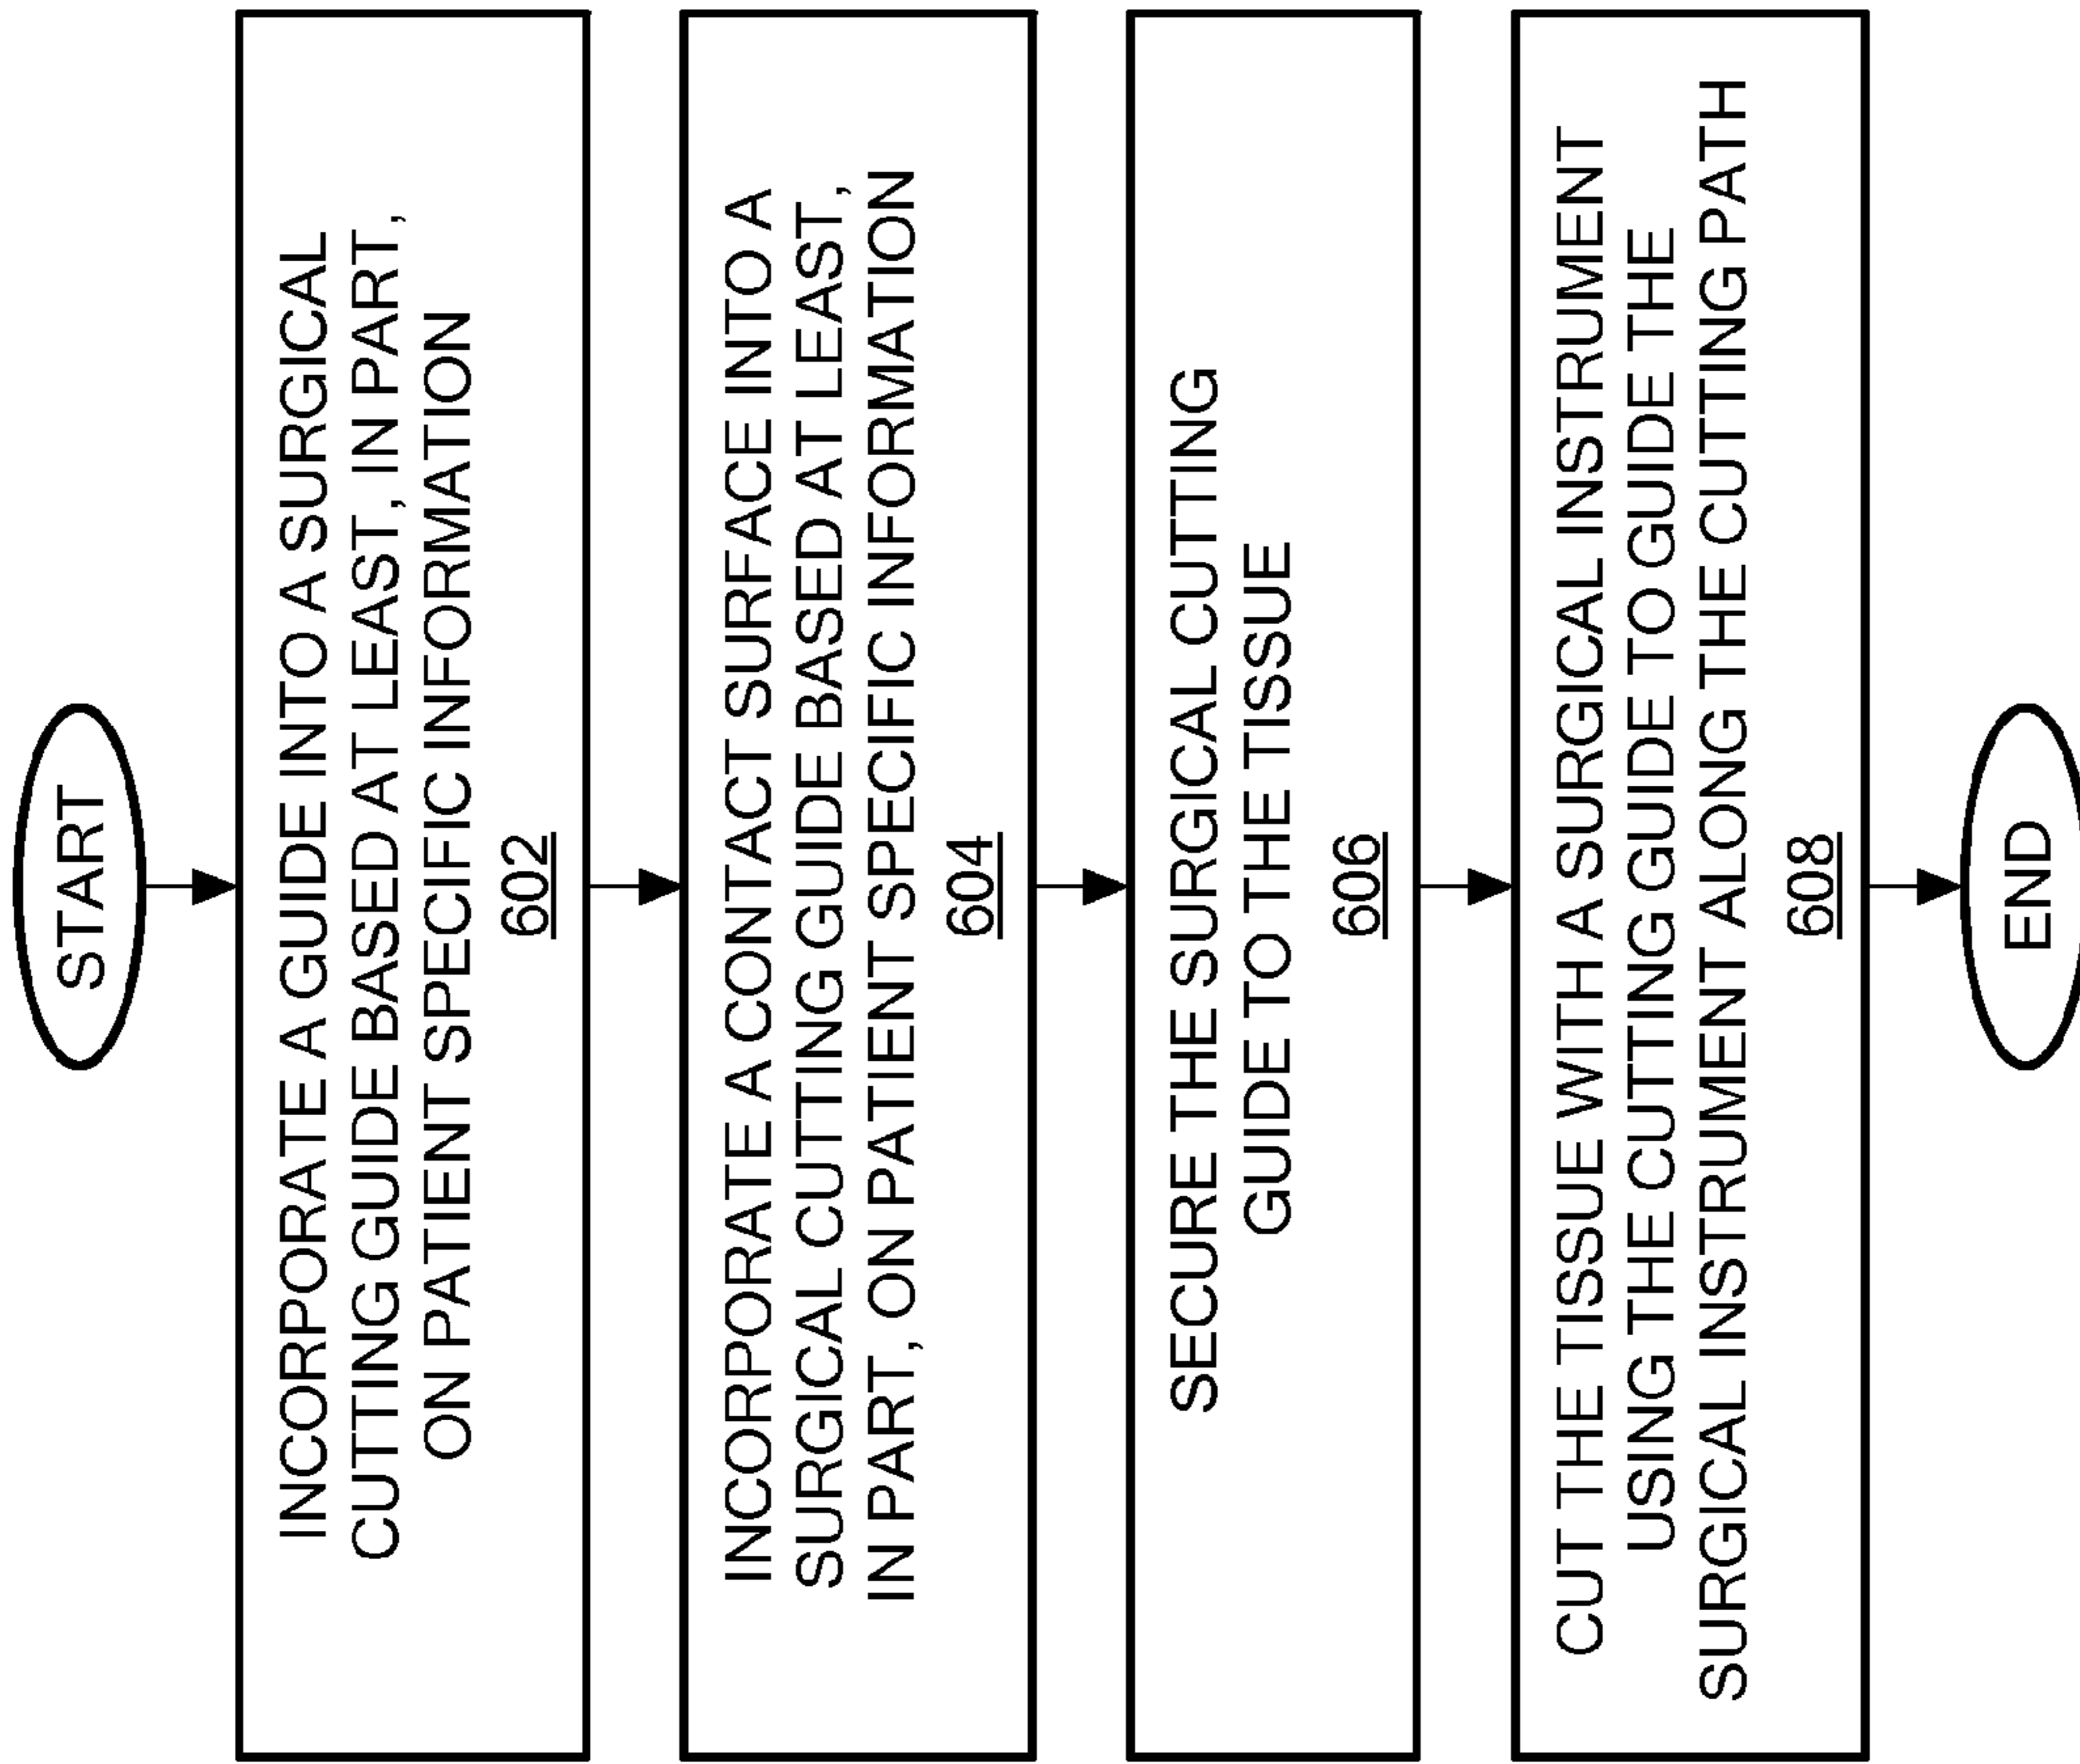 START
INCORPORATE A GUIDE INTO A SURGICAL
CUTTING GUIDE BASED AT LEAST, IN PART,
ON PATIENT SPECIFIC INFORMATION
602
INCORPORATE A CONTACT SURFACE INTO A
SURGICAL CUTTING GUIDE BASED AT LEAST,
IN PART, ON PATIENT SPECIFIC INFORMATION
604
SECURE THE SURGICAL CUTTING
GUIDE TO THE TISSUE
606
CUT THE TISSUE WITH A SURGICAL INSTRUMENT
USING THE CUTTING GUIDE TO GUIDE THE
SURGICAL INSTRUMENT ALONG THE CUTTING PATH
608
END